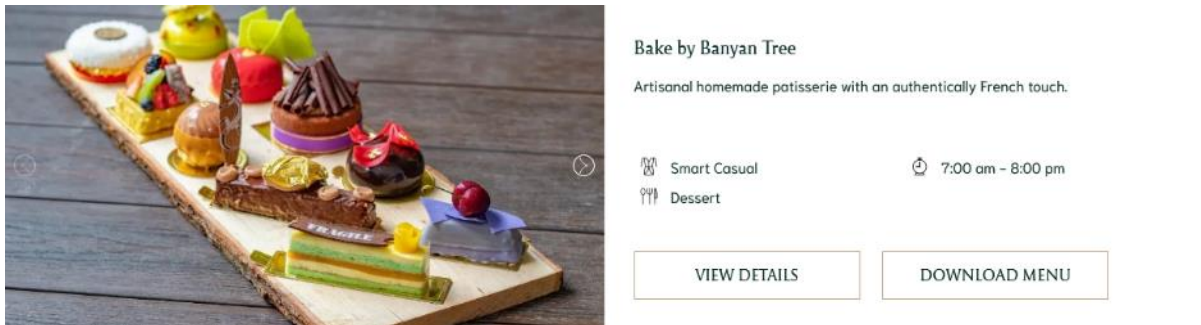 FRAGILE
Bake by Banyan Tree
Artisanal homemade patisserie with an authentically French touch.
Smart Casual
7:00 am – 8:00 pm
Dessert
VIEW DETAILS
DOWNLOAD MENU